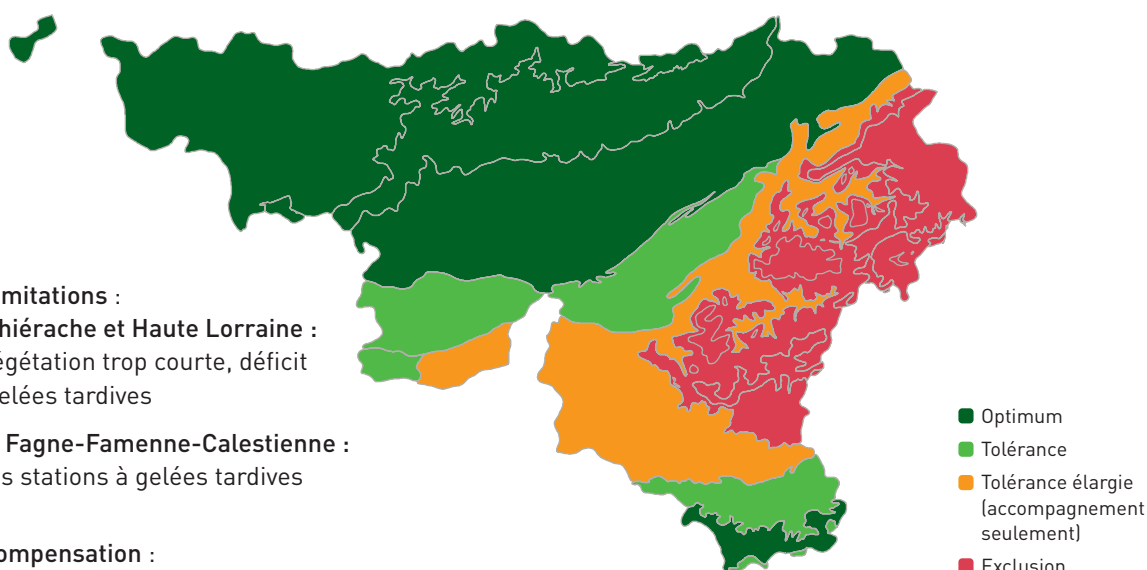 mitations :
hiérache et Haute Lorraine :
égétation trop courte, déficit
elées tardives
Fagne-Famenne-Calestienne :
s stations à gelées tardives
ompensation :
Optimum
Tolérance
Tolérance élargie
(accompagnement
seulement)
Exclusion